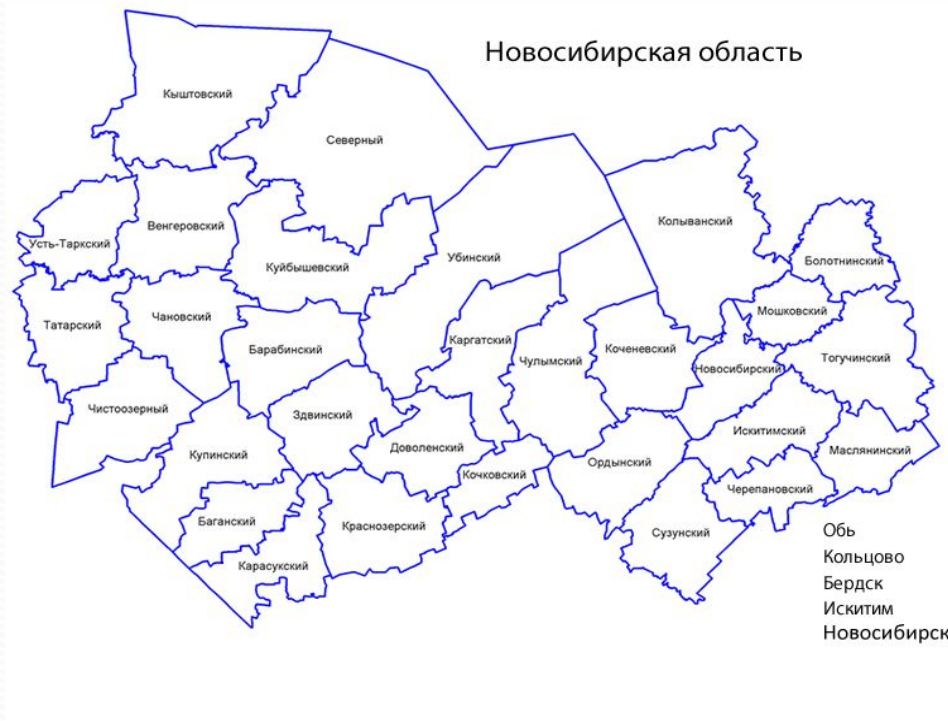 Новосибирская область
Кыштовский
Северный
Колыванский
Венгеровский
Усть-Таркский
Убинский
Болотнинский
Куйбышевский
Мошковский
Чановский
Татарский
Каргатский
Барабинский
Коченевский
Тогучинский
Чулымский
Новосибирский
Чистоозерный
Здвинский
Искитимский
Доволенский
Маслянинский
Купинский
Ордынский
Кочковский
Черепановский
Баганский
Краснозерский
Сузунский
Карасукский
Обь
Кольцово
Бердск
Искитим
Новосибирск